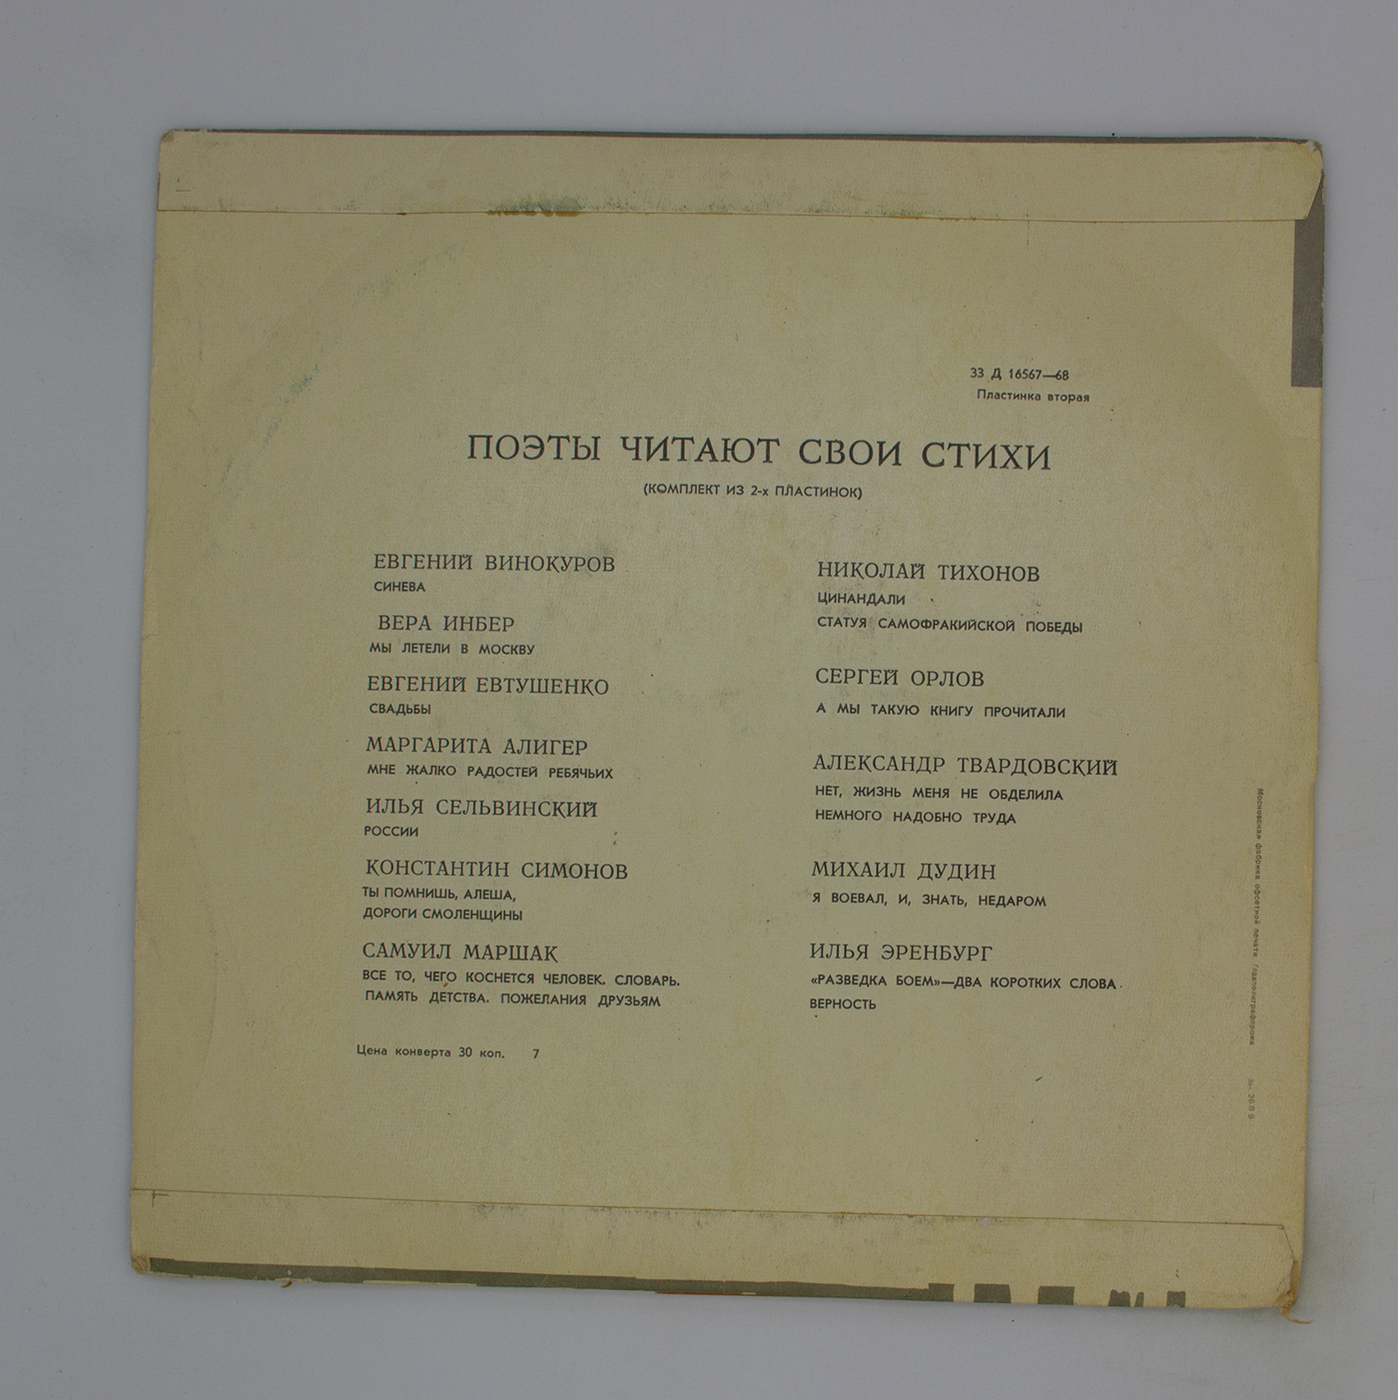 33 Д 16567—68
Пластинка вторая
ПОЭТЫ ЧИТАЮТ СВОИ СТИХИ
(КОМПЛЕКТ ИЗ 2-х ПЛАСТИНОК)
ЕВГЕНИЙ ВИНОКУРОВ
СИНЕВА
ВЕРА ИНБЕР
МЫ ЛЕТЕЛИ В МОСКВУ
ЕВГЕНИЙ ЕВТУШЕНКО
СВАДЬБЫ
МАРГАРИТА АЛИГЕР
МНЕ ЖАЛКО РАДОСТЕЙ РЕБЯЧЬИХ
ИЛЬЯ СЕЛЬВИНСКИЙ
РОССИИ
КОНСТАНТИН СИМОНОВ
ТЫ ПОМНИШЬ, АЛЕША,
ДОРОГИ СМОЛЕНЩИНЫ
САМУИЛ МАРШАК
ВСЕ ТО, ЧЕГО КОСНЕТСЯ ЧЕЛОВЕК. СЛОВАРЬ.
ПАМЯТЬ ДЕТСТВА. ПОЖЕЛАНИЯ ДРУЗЬЯМ
Цена конверта 30 коп. 7
НИКОЛАЙ ТИХОНОВ
ЦИНАНДАЛИ
СТАТУЯ САМОФРАКИЙСКОЙ ПОБЕДЫ
СЕРГЕЙ ОРЛОВ
А МЫ ТАКУЮ КНИГУ ПРОЧИТАЛИ
АЛЕКСАНДР ТВАРДОВСКИЙ
НЕТ, ЖИЗНЬ МЕНЯ НЕ ОБДЕЛИЛА
НЕМНОГО НАДОБНО ТРУДА
МИХАИЛ ДУДИН
Я ВОЕВАЛ, И, ЗНАТЬ, НЕДАРОМ
ИЛЬЯ ЭРЕНБУРГ
«РАЗВЕДКА БОЕМ»—ДВА КОРОТКИХ СЛОВА
ВЕРНОСТЬ
Московская фабрика офсетной печати